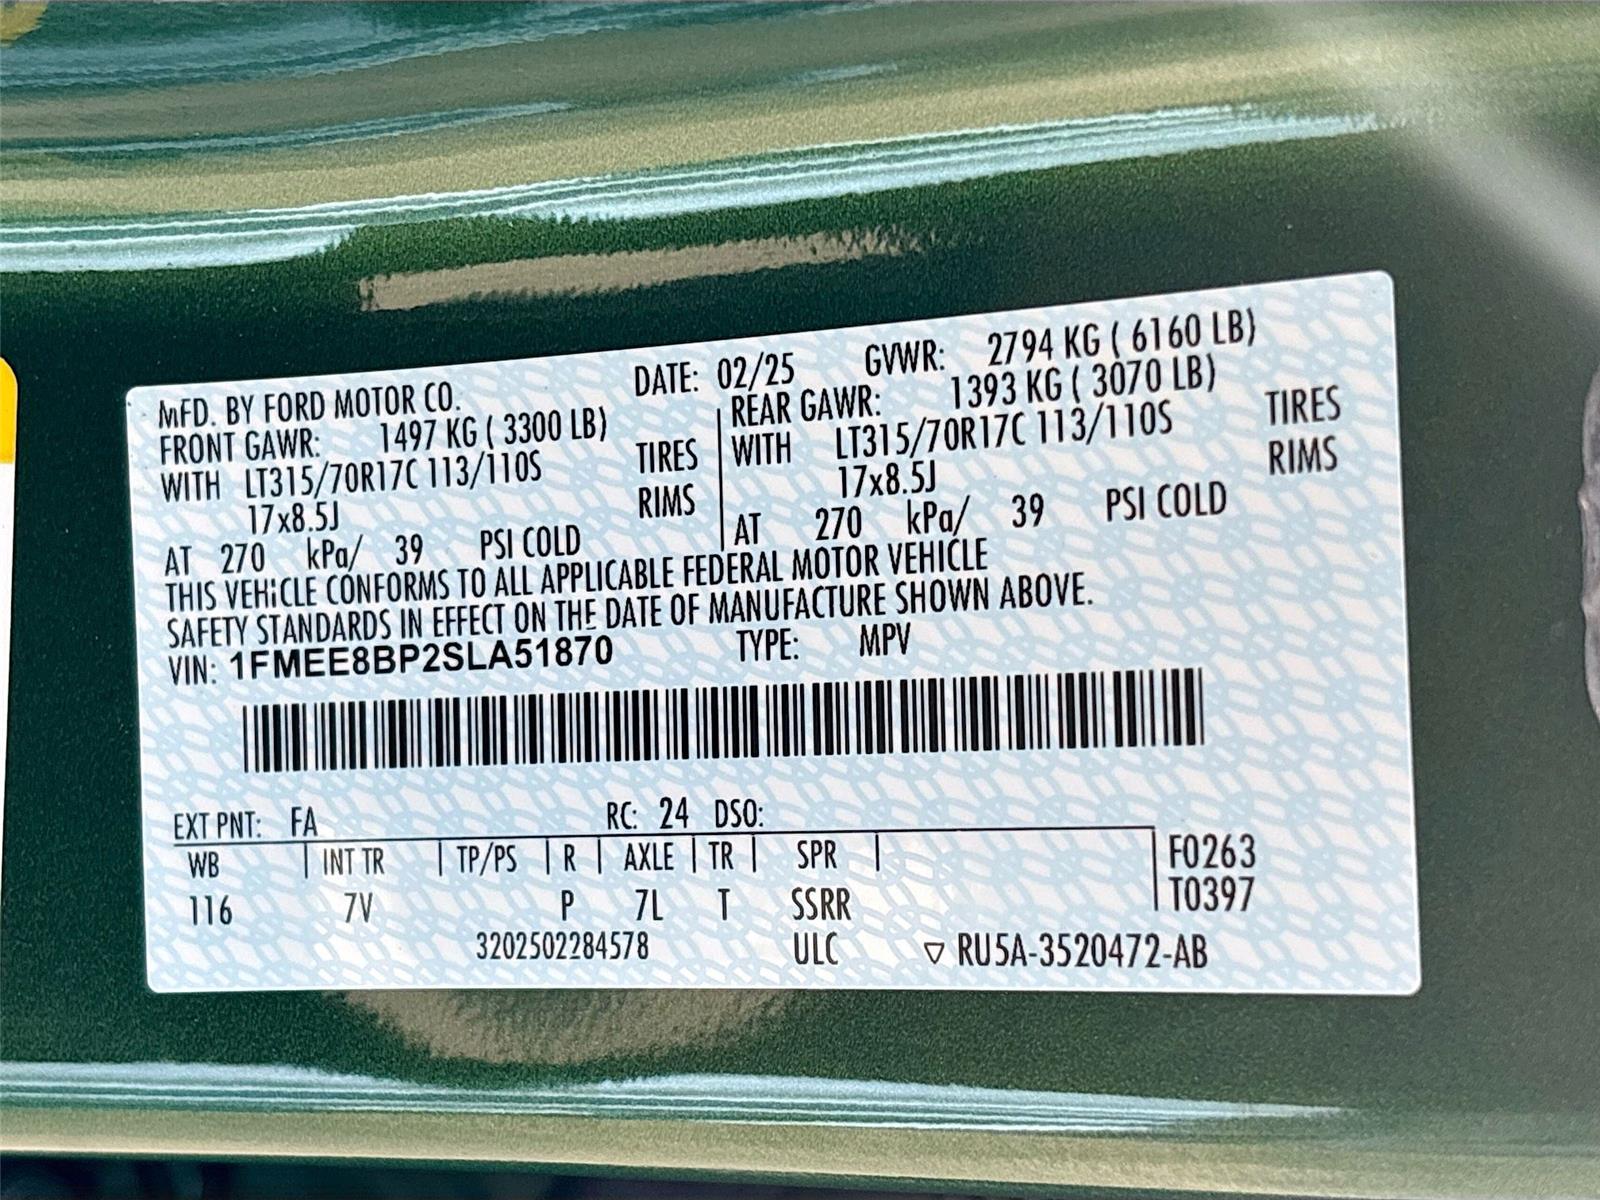 MFD. BY FORD MOTOR CO. DATE: 02/25 GVWR: 2794 KG ( 6160 LB)
FRONT GAWR: 1497 KG ( 3300 LB) REAR GAWR: 1393 KG ( 3070 LB)
WITH LT315/70R17C 113/110S TIRES WITH LT315/70R17C 113/110S TIRES
17x8.5J RIMS 17x8.5J RIMS
AT 270 kPa/ 39 PSI COLD AT 270 kPa/ 39 PSI COLD
THIS VEHiCLE CONFORMS TO ALL APPLICABLE FEDERAL MOTOR VEHICLE
SAFETY STANDARDS IN EFFECT ON THE DATE OF MANUFACTURE SHOWN ABOVE.
VIN: 1FMEE8BP2SLA51870 TYPE: MPV
EXT PNT: FA RC: 24 DSO:
WB INT TR TP/PS R AXLE TR SPR F0263
116 7V P 7L T SSRR T0397
3202502284578 ULC ▽ RU5A-3520472-AB